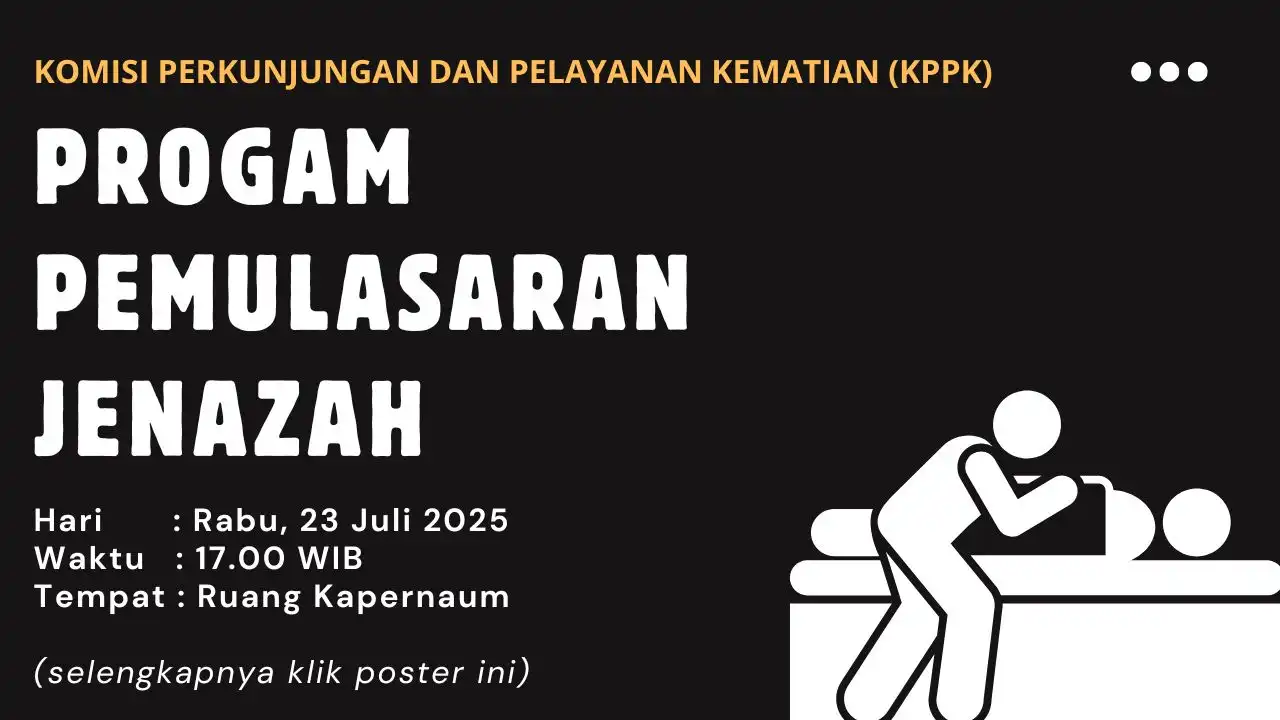 KOMISI PERKUNJUNGAN DAN PELAYANAN KEMATIAN (KPPK)
PROGAM
PEMULASARAN
JENAZAH
Hari : Rabu, 23 Juli 2025
Waktu : 17.00 WIB
Tempat : Ruang Kapernaum
(selengkapnya klik poster ini)